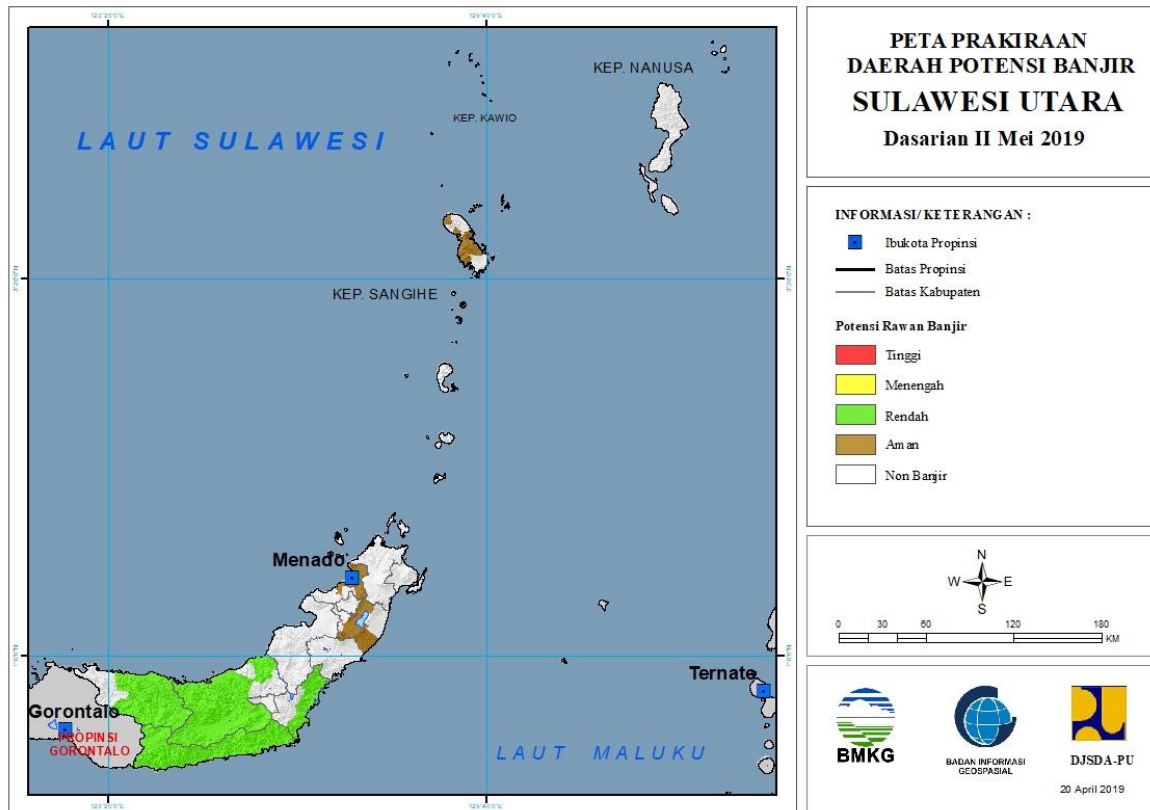 PETA PRAKIRAAN
DAERAH POTENSI BANJIR
SULAWESI UTARA
Dasarian II Mei 2019
INFORMASI/ KETERANGAN :
Ibukota Propinsi
Batas Propinsi
Batas Kabupaten
Potensi Rawan Banjir
Tinggi
Menengah
Rendah
Aman
Non Banjir
N
W E
S
0 30 60 120 180
KM
BMKG
BADAN INFORMASI
GEOSPASIAL
DJSDA-PU
20 April 2019
KEP. NANUSA
KEP. KAWIO
LAUT SULAWESI
KEP. SANGIHE
Menado
Ternate
Gorontalo
PROPINSI
GORONTALO
LAUT MALUKU